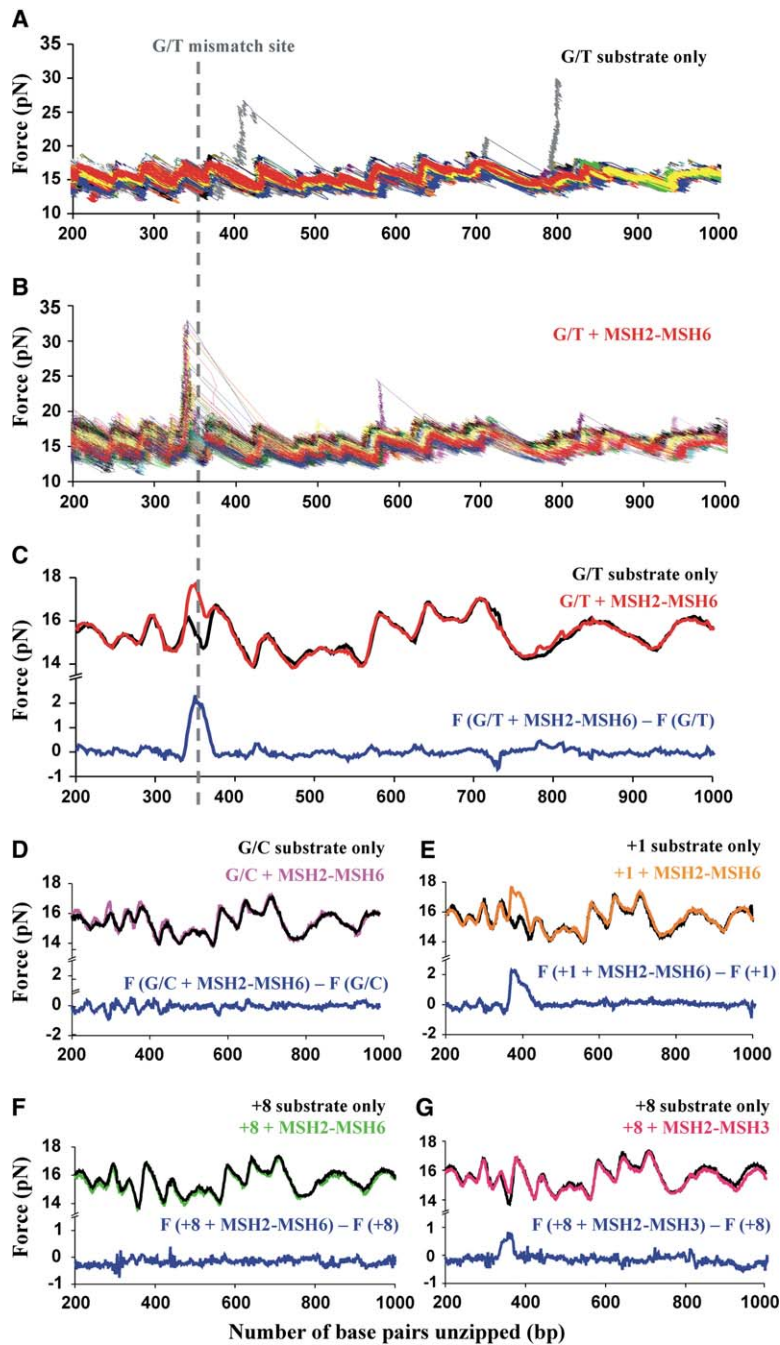 A
G/T mismatch site
G/T substrate only
Force (pN)
35
30
25
20
15
10
200 300 400 500 600 700 800 900 1000
B
G/T + MSH2-MSH6
Force (pN)
35
30
25
20
15
10
200 300 400 500 600 700 800 900 1000
C
G/T substrate only
G/T + MSH2-MSH6
Force (pN)
18
16
14
2
1
0
-1
F (G/T + MSH2-MSH6) – F (G/T)
200 300 400 500 600 700 800 900 1000
D
G/C substrate only
G/C + MSH2-MSH6
Force (pN)
18
16
14
2
0
-2
F (G/C + MSH2-MSH6) – F (G/C)
200 400 600 800 1000
E
+1 substrate only
+1 + MSH2-MSH6
18
16
14
2
0
-2
F (+1 + MSH2-MSH6) – F (+1)
200 400 600 800 1000
F
+8 substrate only
+8 + MSH2-MSH6
Force (pN)
18
16
14
1
0
-1
F (+8 + MSH2-MSH6) – F (+8)
200 400 600 800 1000
G
+8 substrate only
+8 + MSH2-MSH3
18
16
14
1
0
-1
F (+8 + MSH2-MSH3) – F (+8)
200 400 600 800 1000
Number of base pairs unzipped (bp)